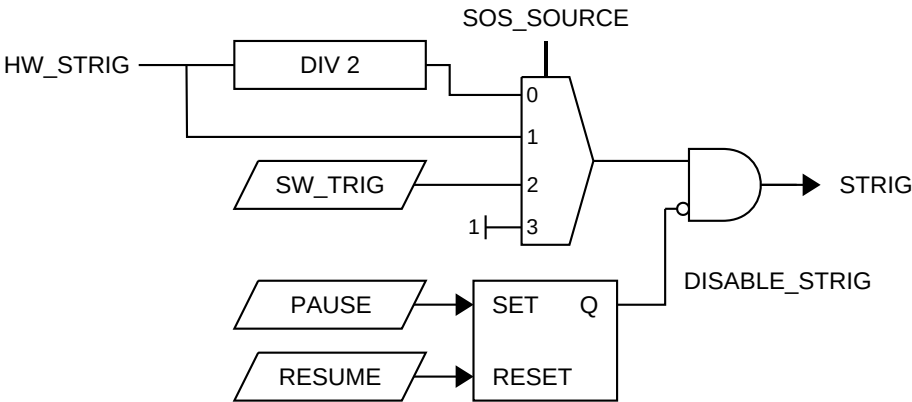 SOS_SOURCE
HW_STRIG
DIV 2
0
1
SW_TRIG
2
1
3
STRIG
DISABLE_STRIG
PAUSE
SET Q
RESUME
RESET